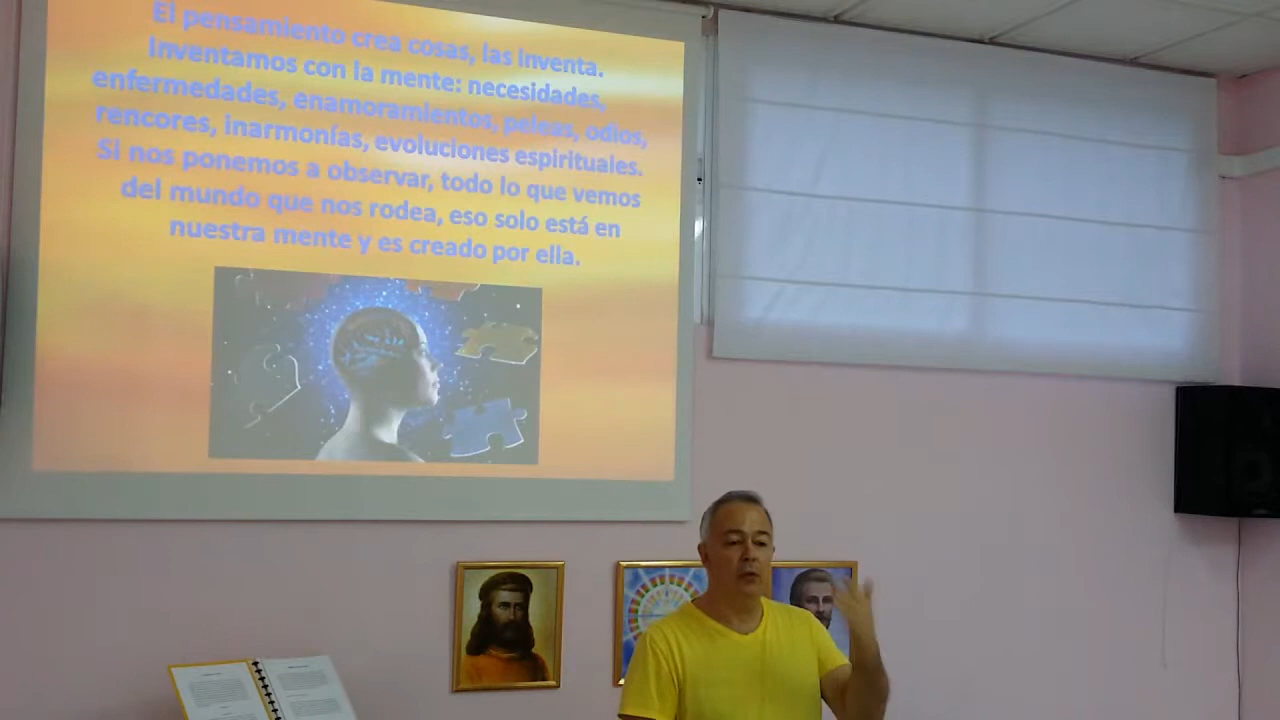 El pensamiento crea cosas, las inventa.
Inventamos con la mente: necesidades,
enfermedades, enamoramientos, peleas, odios,
rencores, inarmonías, evoluciones espirituales.
Si nos ponemos a observar, todo lo que vemos
del mundo que nos rodea, eso solo está en
nuestra mente y es creado por ella.